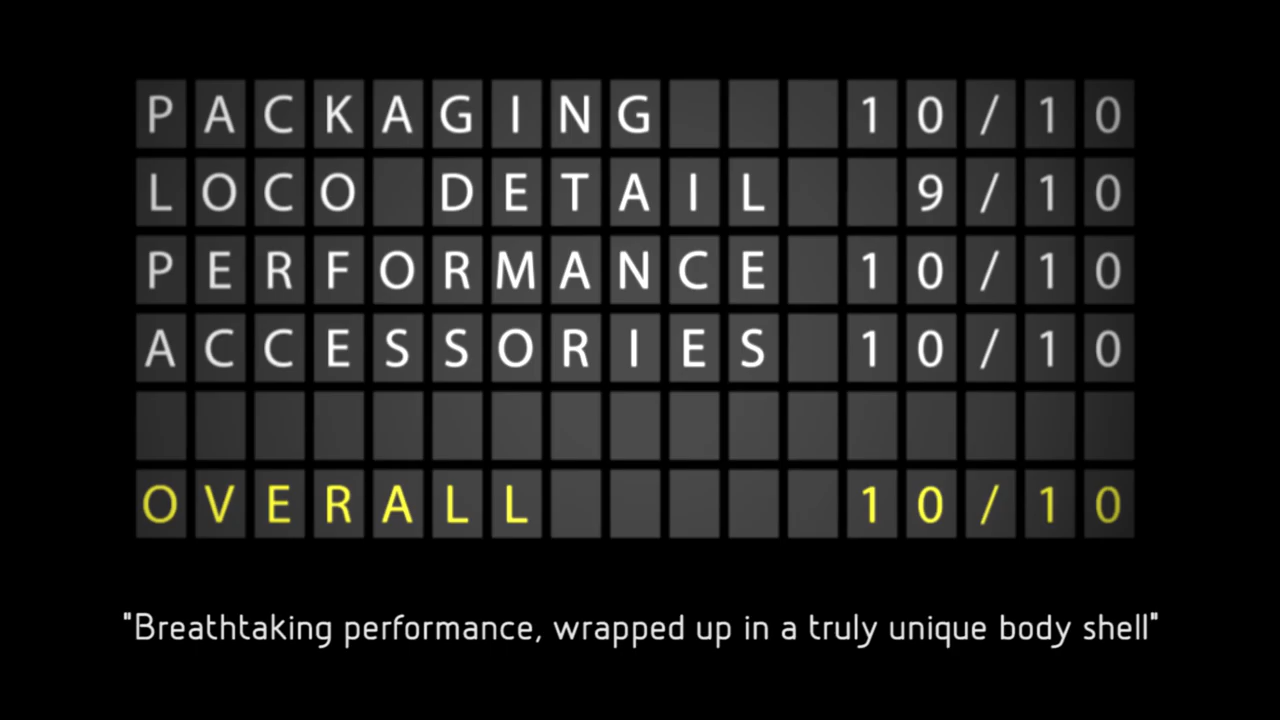 PACKAGING 10/10
LOCO DETAIL 9/10
PERFORMANCE 10/10
ACCESSORIES 10/10
OVERALL 10/10
"Breathtaking performance, wrapped up in a truly unique body shell"